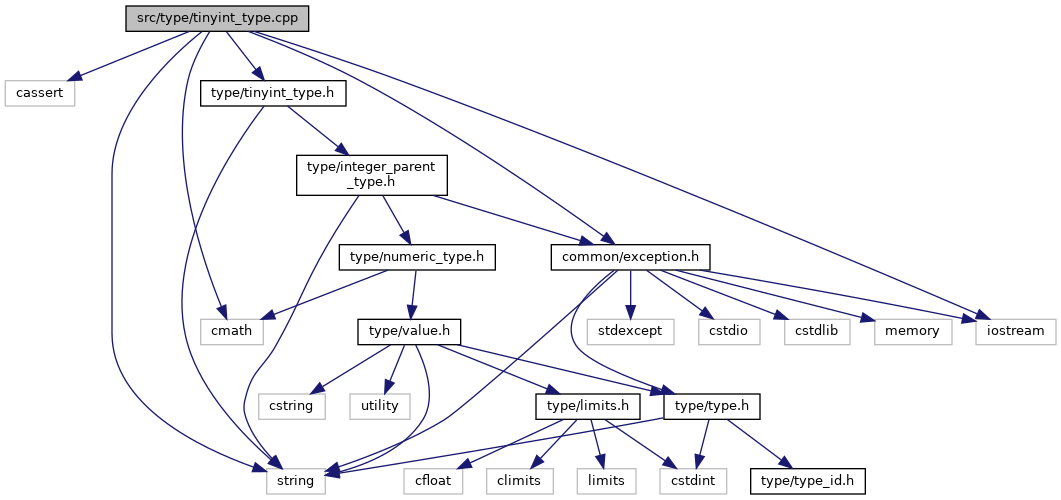 src/type/tinyint_type.cpp
cassert
type/tinyint_type.h
type/integer_parent
_type.h
type/numeric_type.h
common/exception.h
cmath
type/value.h
stdexcept
cstdio
cstdlib
memory
iostream
cstring
utility
type/limits.h
type/type.h
string
cfloat
climits
limits
cstdint
type/type_id.h